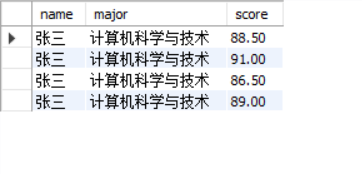 name major score
张三 计算机科学与技术 88.50
张三 计算机科学与技术 91.00
张三 计算机科学与技术 86.50
张三 计算机科学与技术 89.00